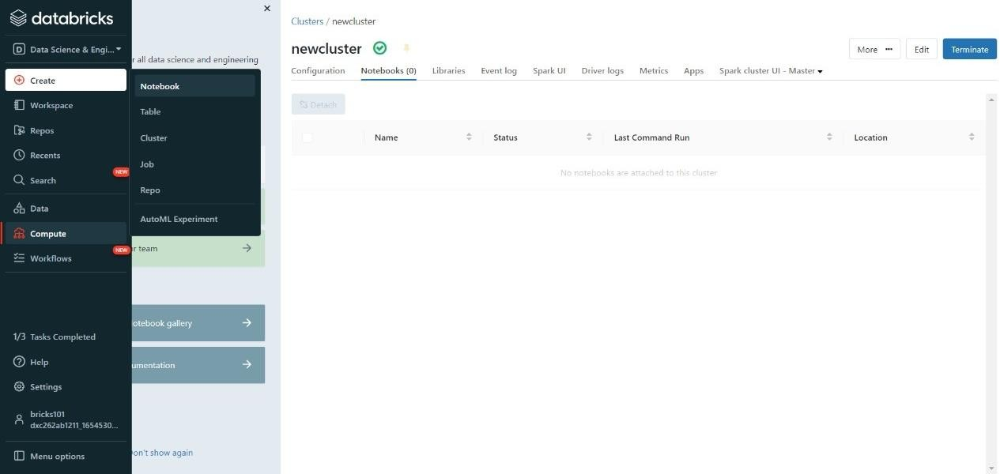 databricks
Data Science & Engi...
Create
Workspace
Repos
Recents
NEW
Search
Data
Compute
NEW
Workflows
1/3 Tasks Completed
Help
Settings
bricks101
dxc262ab1211_1654530...
Menu options
Notebook
Table
Cluster
Job
Repo
AutoML Experiment
r all data science and engineering
r team
otebook gallery
umentation
on't show again
Clusters / newcluster
newcluster
More
Edit
Terminate
Configuration Notebooks (0) Libraries Event log Spark UI Driver logs Metrics Apps Spark cluster UI - Master
Detach
Name Status Last Command Run Location
No notebooks are attached to this cluster